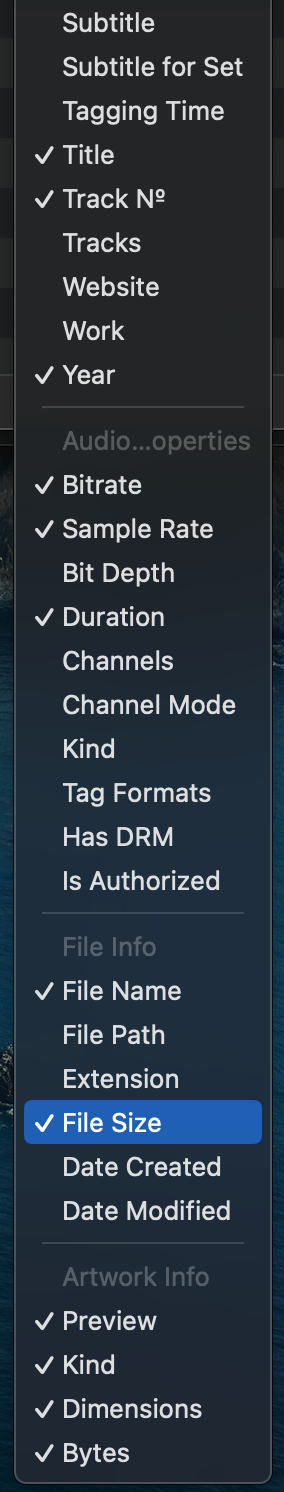 Subtitle
Subtitle for Set
Tagging Time
✓ Title
✓ Track Nº
Tracks
Website
Work
✓ Year
Audio...operties
✓ Bitrate
✓ Sample Rate
Bit Depth
✓ Duration
Channels
Channel Mode
Kind
Tag Formats
Has DRM
Is Authorized
File Info
✓ File Name
File Path
Extension
✓ File Size
Date Created
Date Modified
Artwork Info
✓ Preview
✓ Kind
✓ Dimensions
✓ Bytes